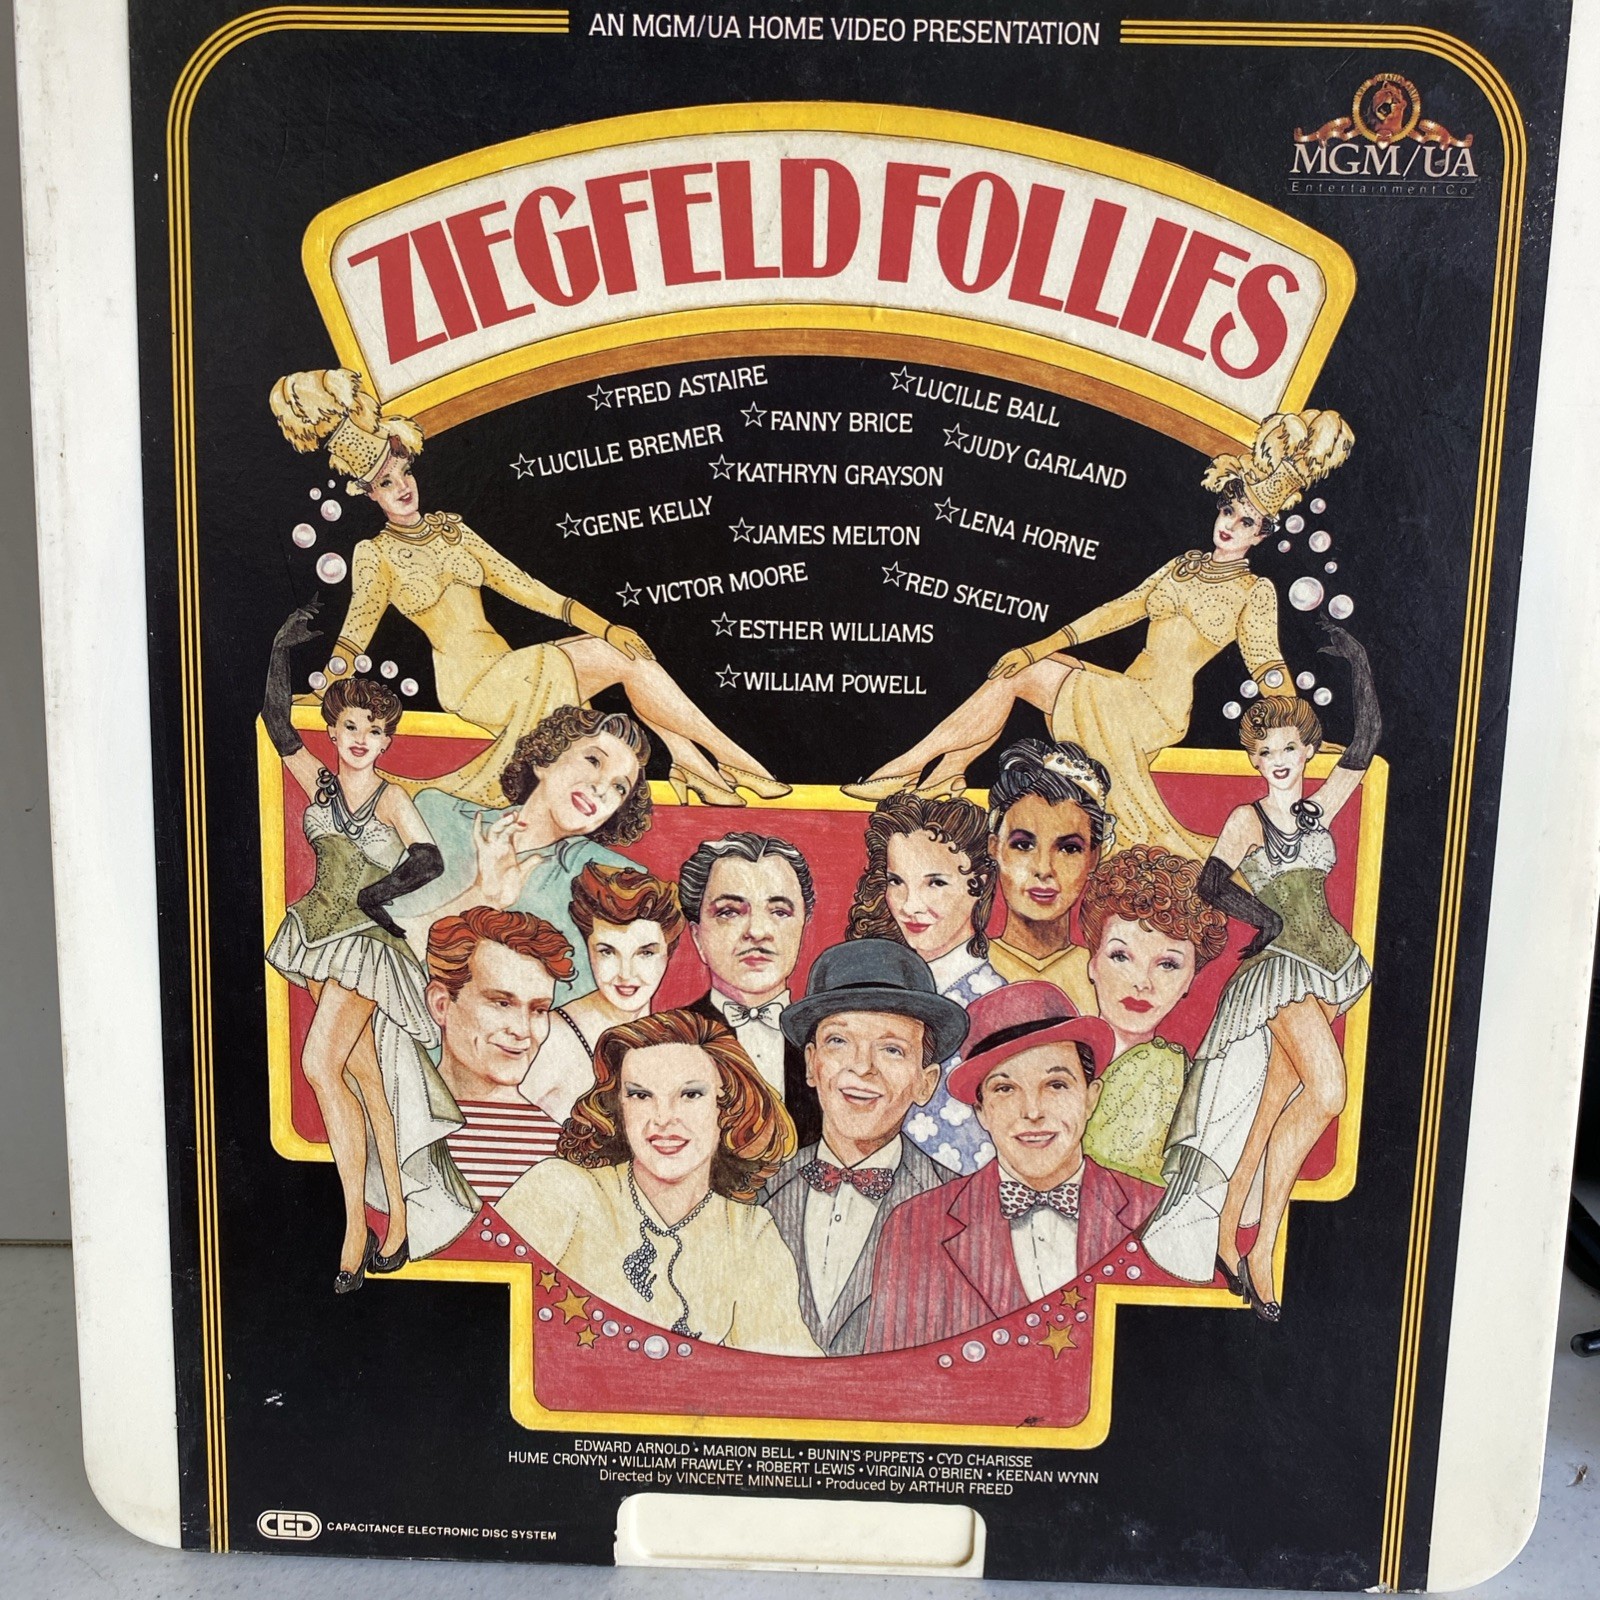 AN MGM/UA HOME VIDEO PRESENTATION
MGM/UA
Entertainment Co
ZIEGFELD FOLLIES
☆FRED ASTAIRE
☆LUCILLE BALL
☆FANNY BRICE
☆LUCILLE BREMER
☆JUDY GARLAND
☆KATHRYN GRAYSON
☆GENE KELLY
☆LENA HORNE
☆JAMES MELTON
☆VICTOR MOORE
☆RED SKELTON
☆ESTHER WILLIAMS
☆WILLIAM POWELL
EDWARD ARNOLD • MARION BELL • BUNIN'S PUPPETS • CYD CHARISSE
HUME CRONYN • WILLIAM FRAWLEY • ROBERT LEWIS • VIRGINIA O'BRIEN • KEENAN WYNN
Directed by VINCENTE MINNELLI • Produced by ARTHUR FREED
CED CAPACITANCE ELECTRONIC DISC SYSTEM